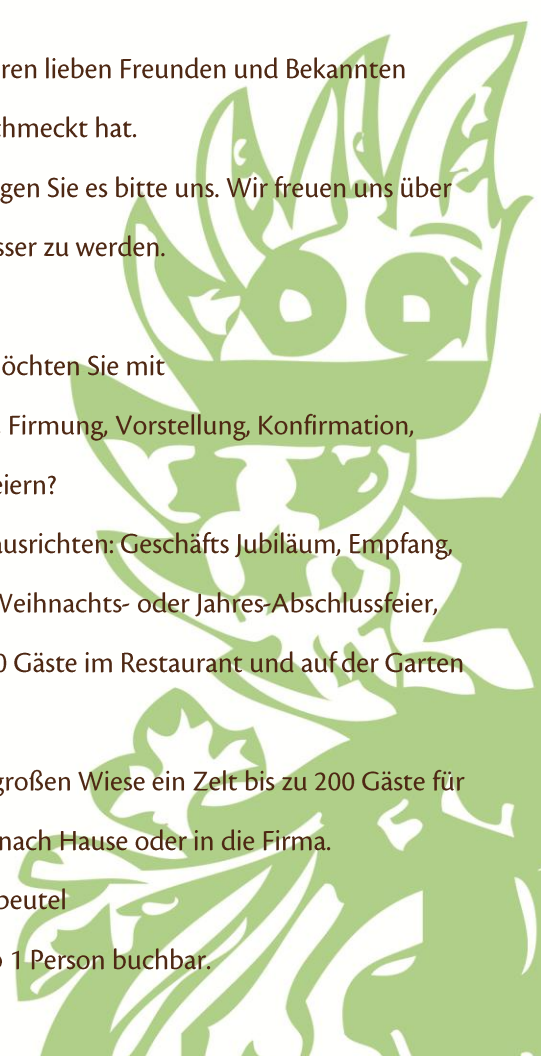 ren lieben Freunden und Bekannten
chmeckt hat.
gen Sie es bitte uns. Wir freuen uns über
sser zu werden.
öchten Sie mit
Firmung, Vorstellung, Konfirmation,
eiern?
ausrichten: Geschäfts Jubiläum, Empfang,
Weihnachts- oder Jahres-Abschlussfeier,
0 Gäste im Restaurant und auf der Garten
großen Wiese ein Zelt bis zu 200 Gäste für
nach Hause oder in die Firma.
beutel
1 Person buchbar.